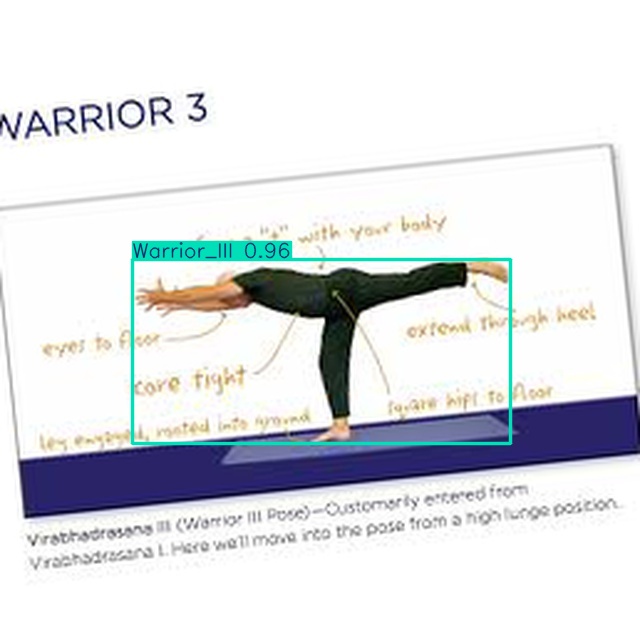 WARRIOR 3
"t" with your body
Warrior_III 0.96
eyes to floor
extend through heel
core tight
square hips to floor
leg engaged, rooted into ground
Virabhadrasana III (Warrior III Pose)—Customarily entered from
Virabhadrasana I. Here we'll move into the pose from a high lunge position.